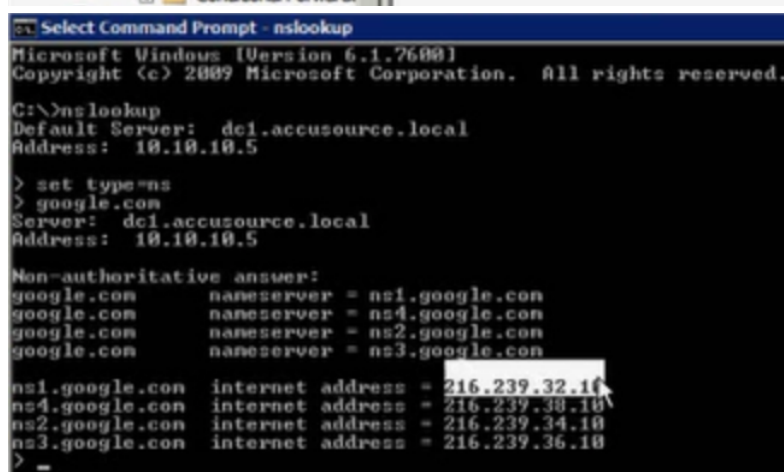 Select Command Prompt - nslookup
Microsoft Windows [Version 6.1.7600]
Copyright (c) 2009 Microsoft Corporation. All rights reserved.
C:\>nslookup
Default Server: dc1.accusource.local
Address: 10.10.10.5
> set type=ns
> google.com
Server: dc1.accusource.local
Address: 10.10.10.5
Non-authoritative answer:
google.com nameserver = ns1.google.com
google.com nameserver = ns4.google.com
google.com nameserver = ns2.google.com
google.com nameserver = ns3.google.com
ns1.google.com internet address = 216.239.32.10
ns4.google.com internet address = 216.239.38.10
ns2.google.com internet address = 216.239.34.10
ns3.google.com internet address = 216.239.36.10
> _